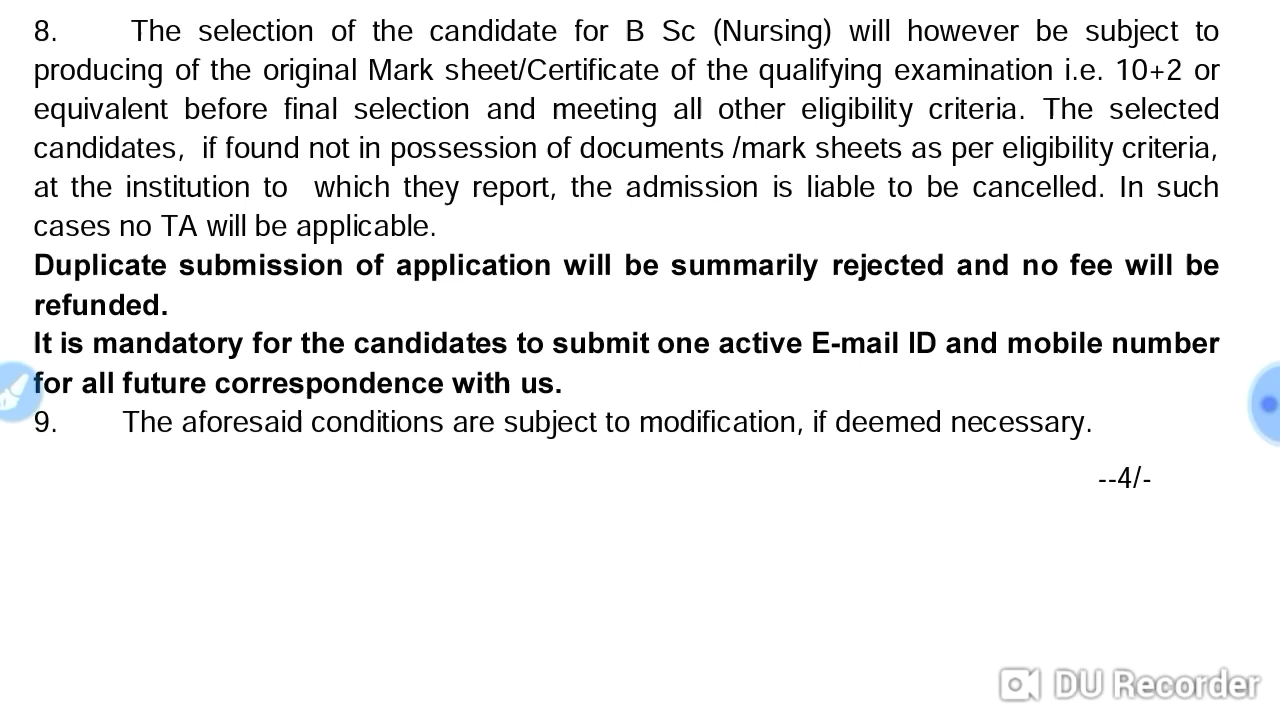 8. The selection of the candidate for B Sc (Nursing) will however be subject to
producing of the original Mark sheet/Certificate of the qualifying examination i.e. 10+2 or
equivalent before final selection and meeting all other eligibility criteria. The selected
candidates, if found not in possession of documents /mark sheets as per eligibility criteria,
at the institution to which they report, the admission is liable to be cancelled. In such
cases no TA will be applicable.
Duplicate submission of application will be summarily rejected and no fee will be
refunded.
It is mandatory for the candidates to submit one active E-mail ID and mobile number
for all future correspondence with us.
9. The aforesaid conditions are subject to modification, if deemed necessary.
--4/-
DU Recorder